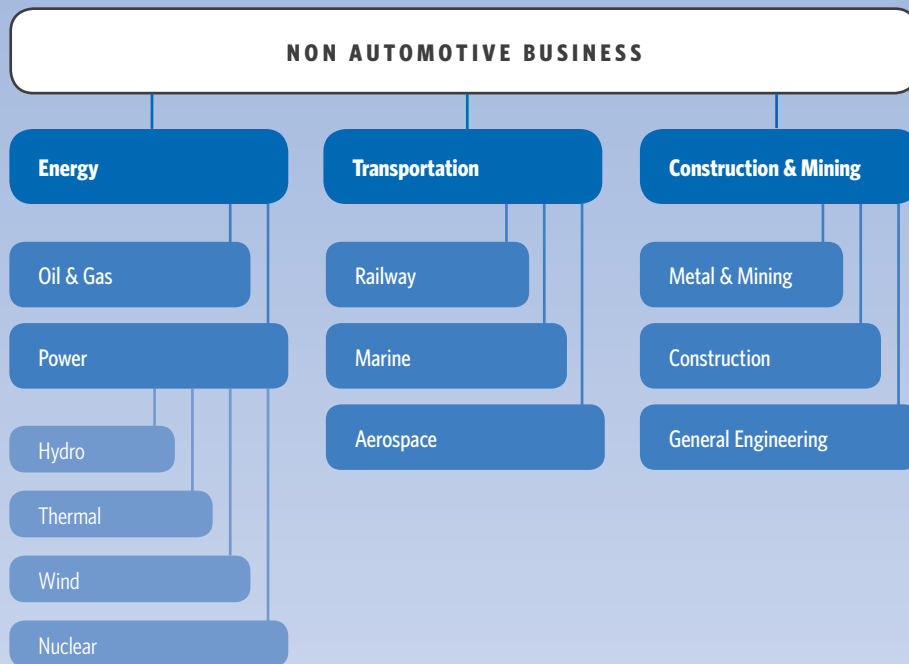 NON AUTOMOTIVE BUSINESS
Energy
Oil & Gas
Power
Hydro
Thermal
Wind
Nuclear
Transportation
Railway
Marine
Aerospace
Construction & Mining
Metal & Mining
Construction
General Engineering